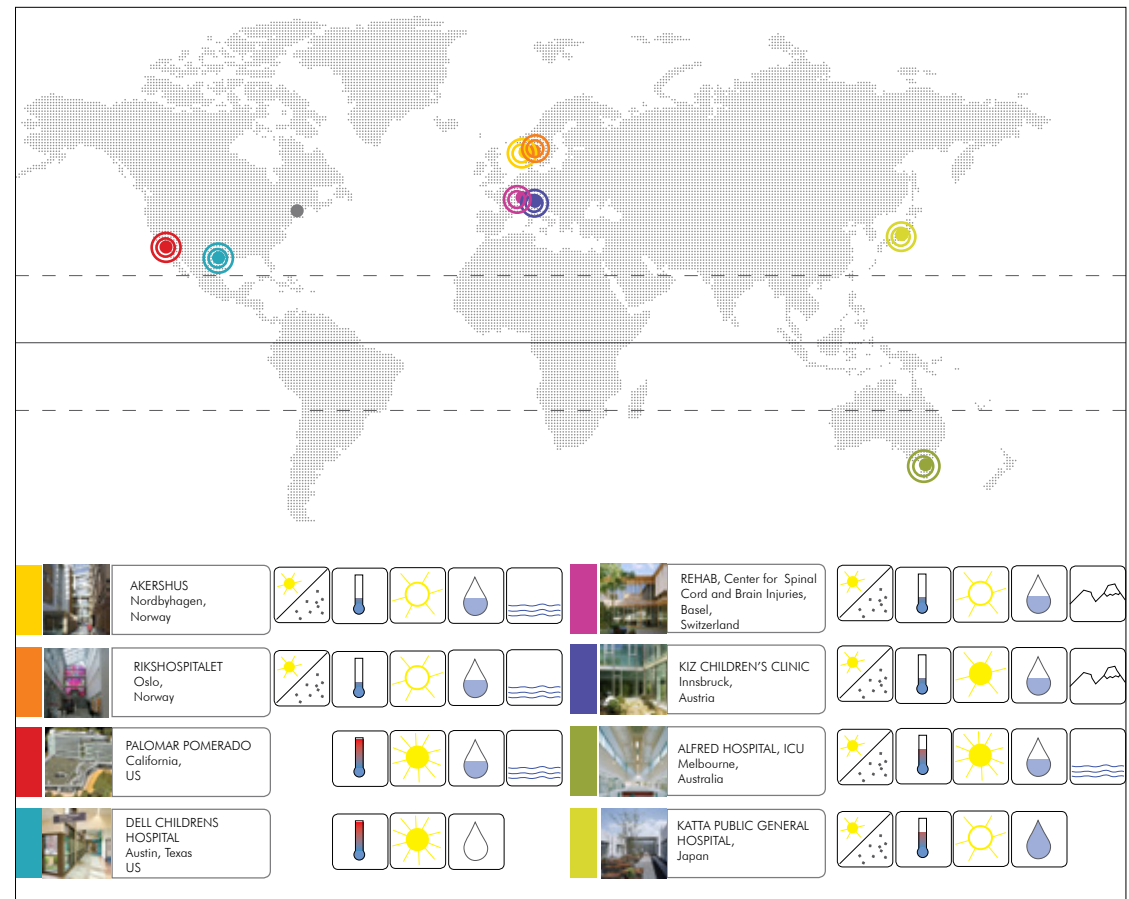 AKERSHUS
Nordbyhagen,
Norway
RIKSHOSPITALET
Oslo,
Norway
PALOMAR POMERADO
California,
US
DELL CHILDRENS
HOSPITAL
Austin, Texas
US
REHAB, Center for Spinal
Cord and Brain Injuries,
Basel,
Switzerland
KIZ CHILDREN'S CLINIC
Innsbruck,
Austria
ALFRED HOSPITAL, ICU
Melbourne,
Australia
KATTA PUBLIC GENERAL
HOSPITAL,
Japan